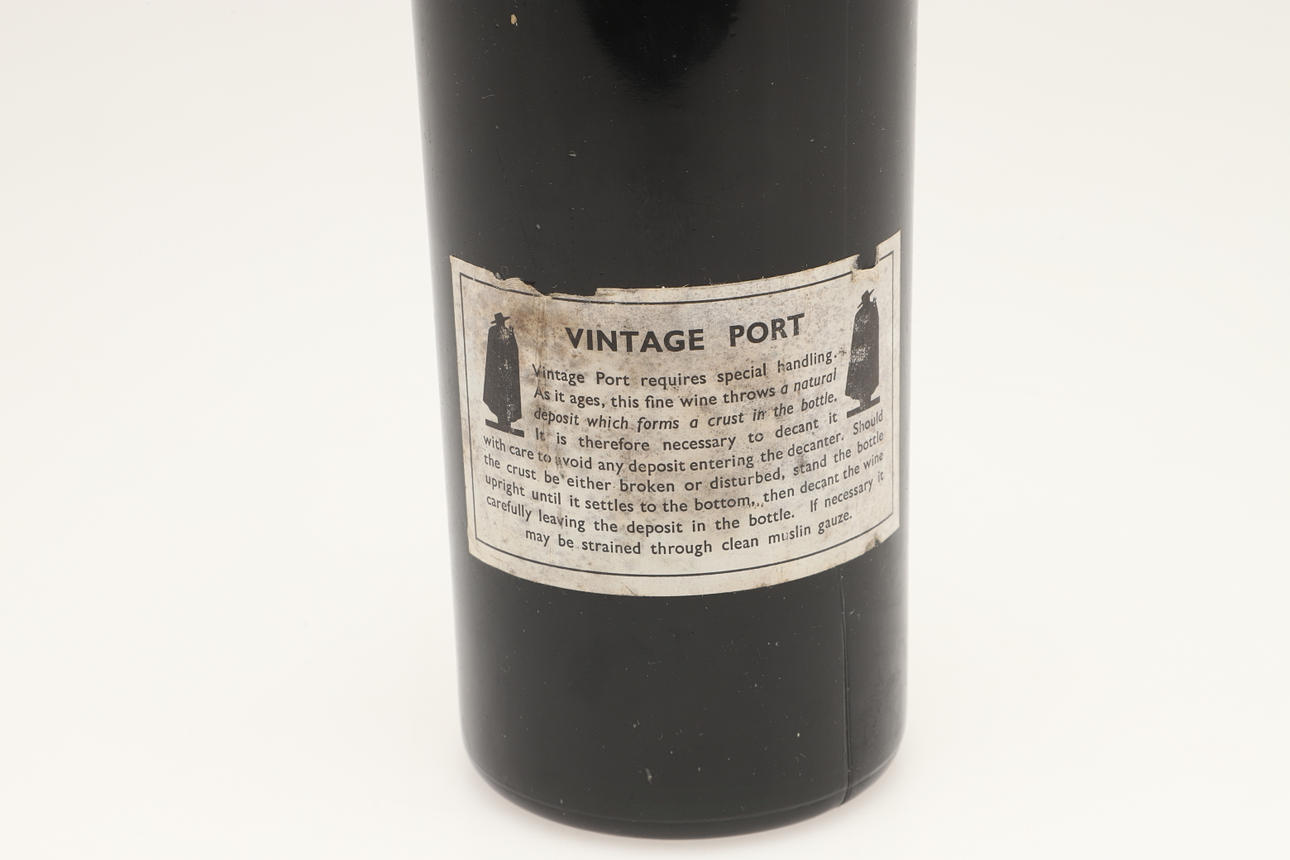 VINTAGE PORT
Vintage Port requires special handling.
As it ages, this fine wine throws a natural
deposit which forms a crust in the bottle.
It is therefore necessary to decant it
with care to avoid any deposit entering the decanter. Should
the crust be either broken or disturbed, stand the bottle
upright until it settles to the bottom, then decant the wine
carefully leaving the deposit in the bottle. If necessary it
may be strained through clean muslin gauze.